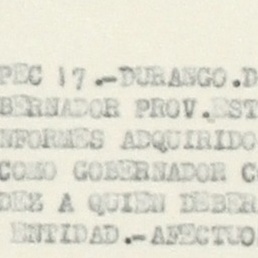 PEC 17.-DURANGO.D
BERNADOR PROV.EST
NFORMES ADQUIRIDO
COMO GOBERNADOR C
DEZ A QUIEN DEBER
ENTIDAD.-AFECTUO